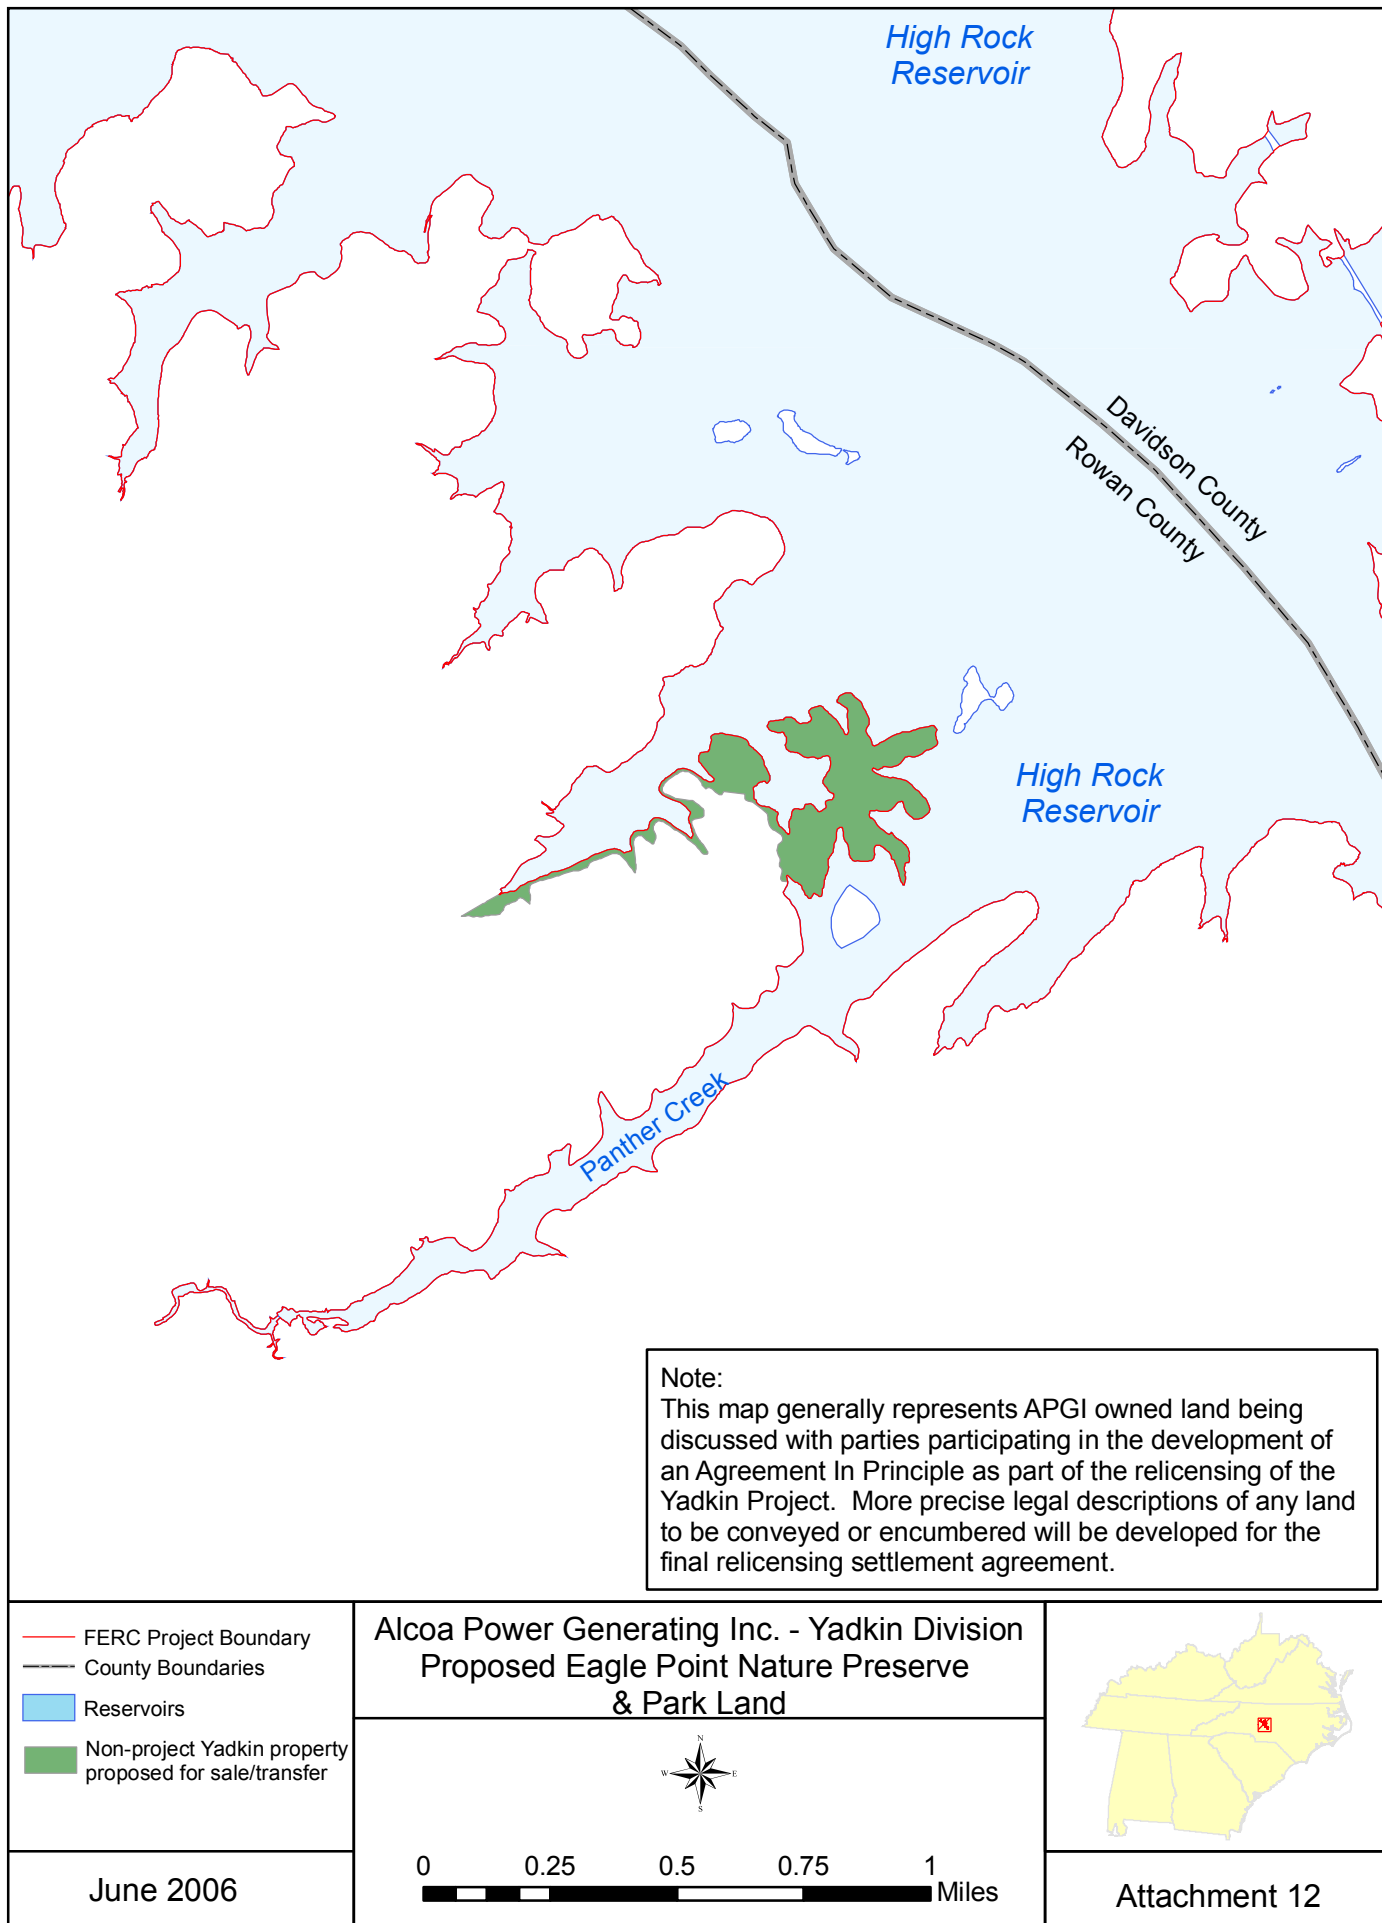 High Rock
Reservoir
Davidson County
Rowan County
High Rock
Reservoir
Panther Creek
Note:
This map generally represents APGI owned land being
discussed with parties participating in the development of
an Agreement In Principle as part of the relicensing of the
Yadkin Project.  More precise legal descriptions of any land
to be conveyed or encumbered will be developed for the
final relicensing settlement agreement.
FERC Project Boundary
County Boundaries
Reservoirs
Non-project Yadkin property
proposed for sale/transfer
June 2006
Alcoa Power Generating Inc. - Yadkin Division
Proposed Eagle Point Nature Preserve
& Park Land
N
W E
S
0 0.25 0.5 0.75 1
Miles
Attachment 12